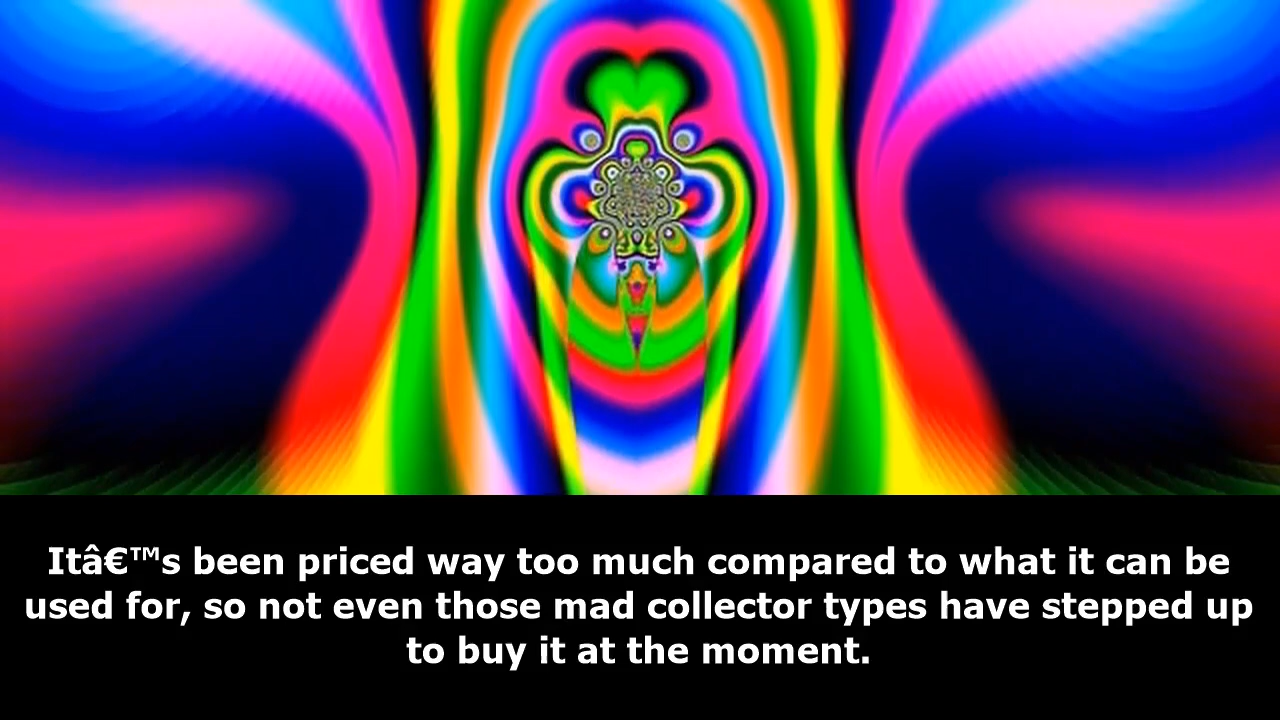 Itâ€™s been priced way too much compared to what it can be
used for, so not even those mad collector types have stepped up
to buy it at the moment.